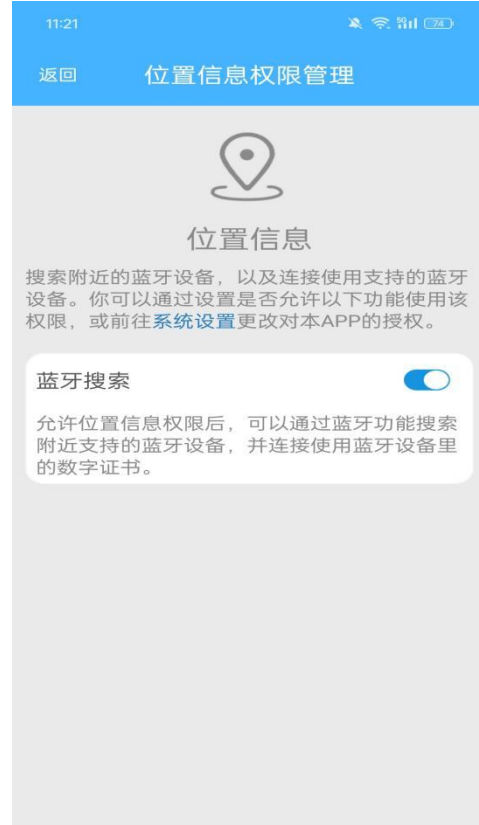 11:21
5G 74
返回 位置信息权限管理
位置信息
搜索附近的蓝牙设备，以及连接使用支持的蓝牙
设备。你可以通过设置是否允许以下功能使用该
权限，或前往系统设置更改对本APP的授权。
蓝牙搜索
允许位置信息权限后，可以通过蓝牙功能搜索
附近支持的蓝牙设备，并连接使用蓝牙设备里
的数字证书。